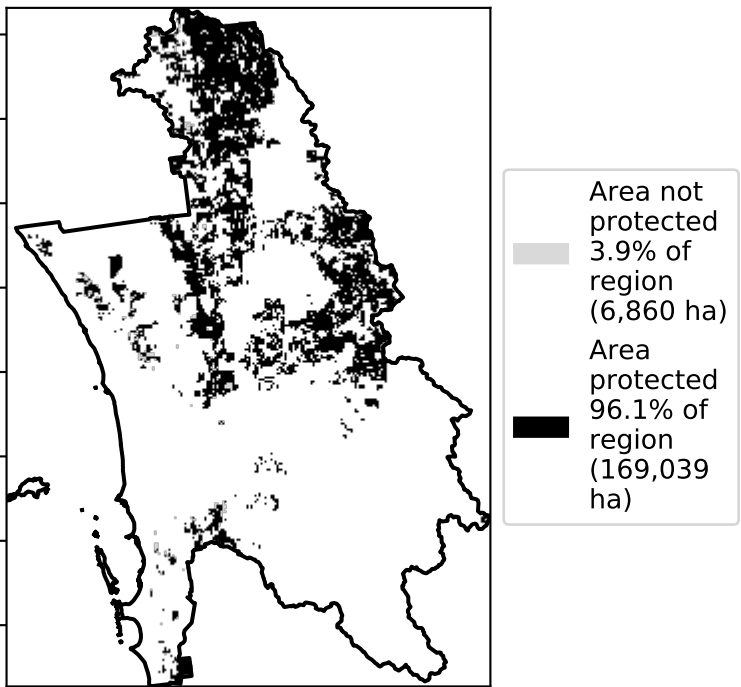 Area not
protected
3.9% of
region
(6,860 ha)
Area
protected
96.1% of
region
(169,039
ha)